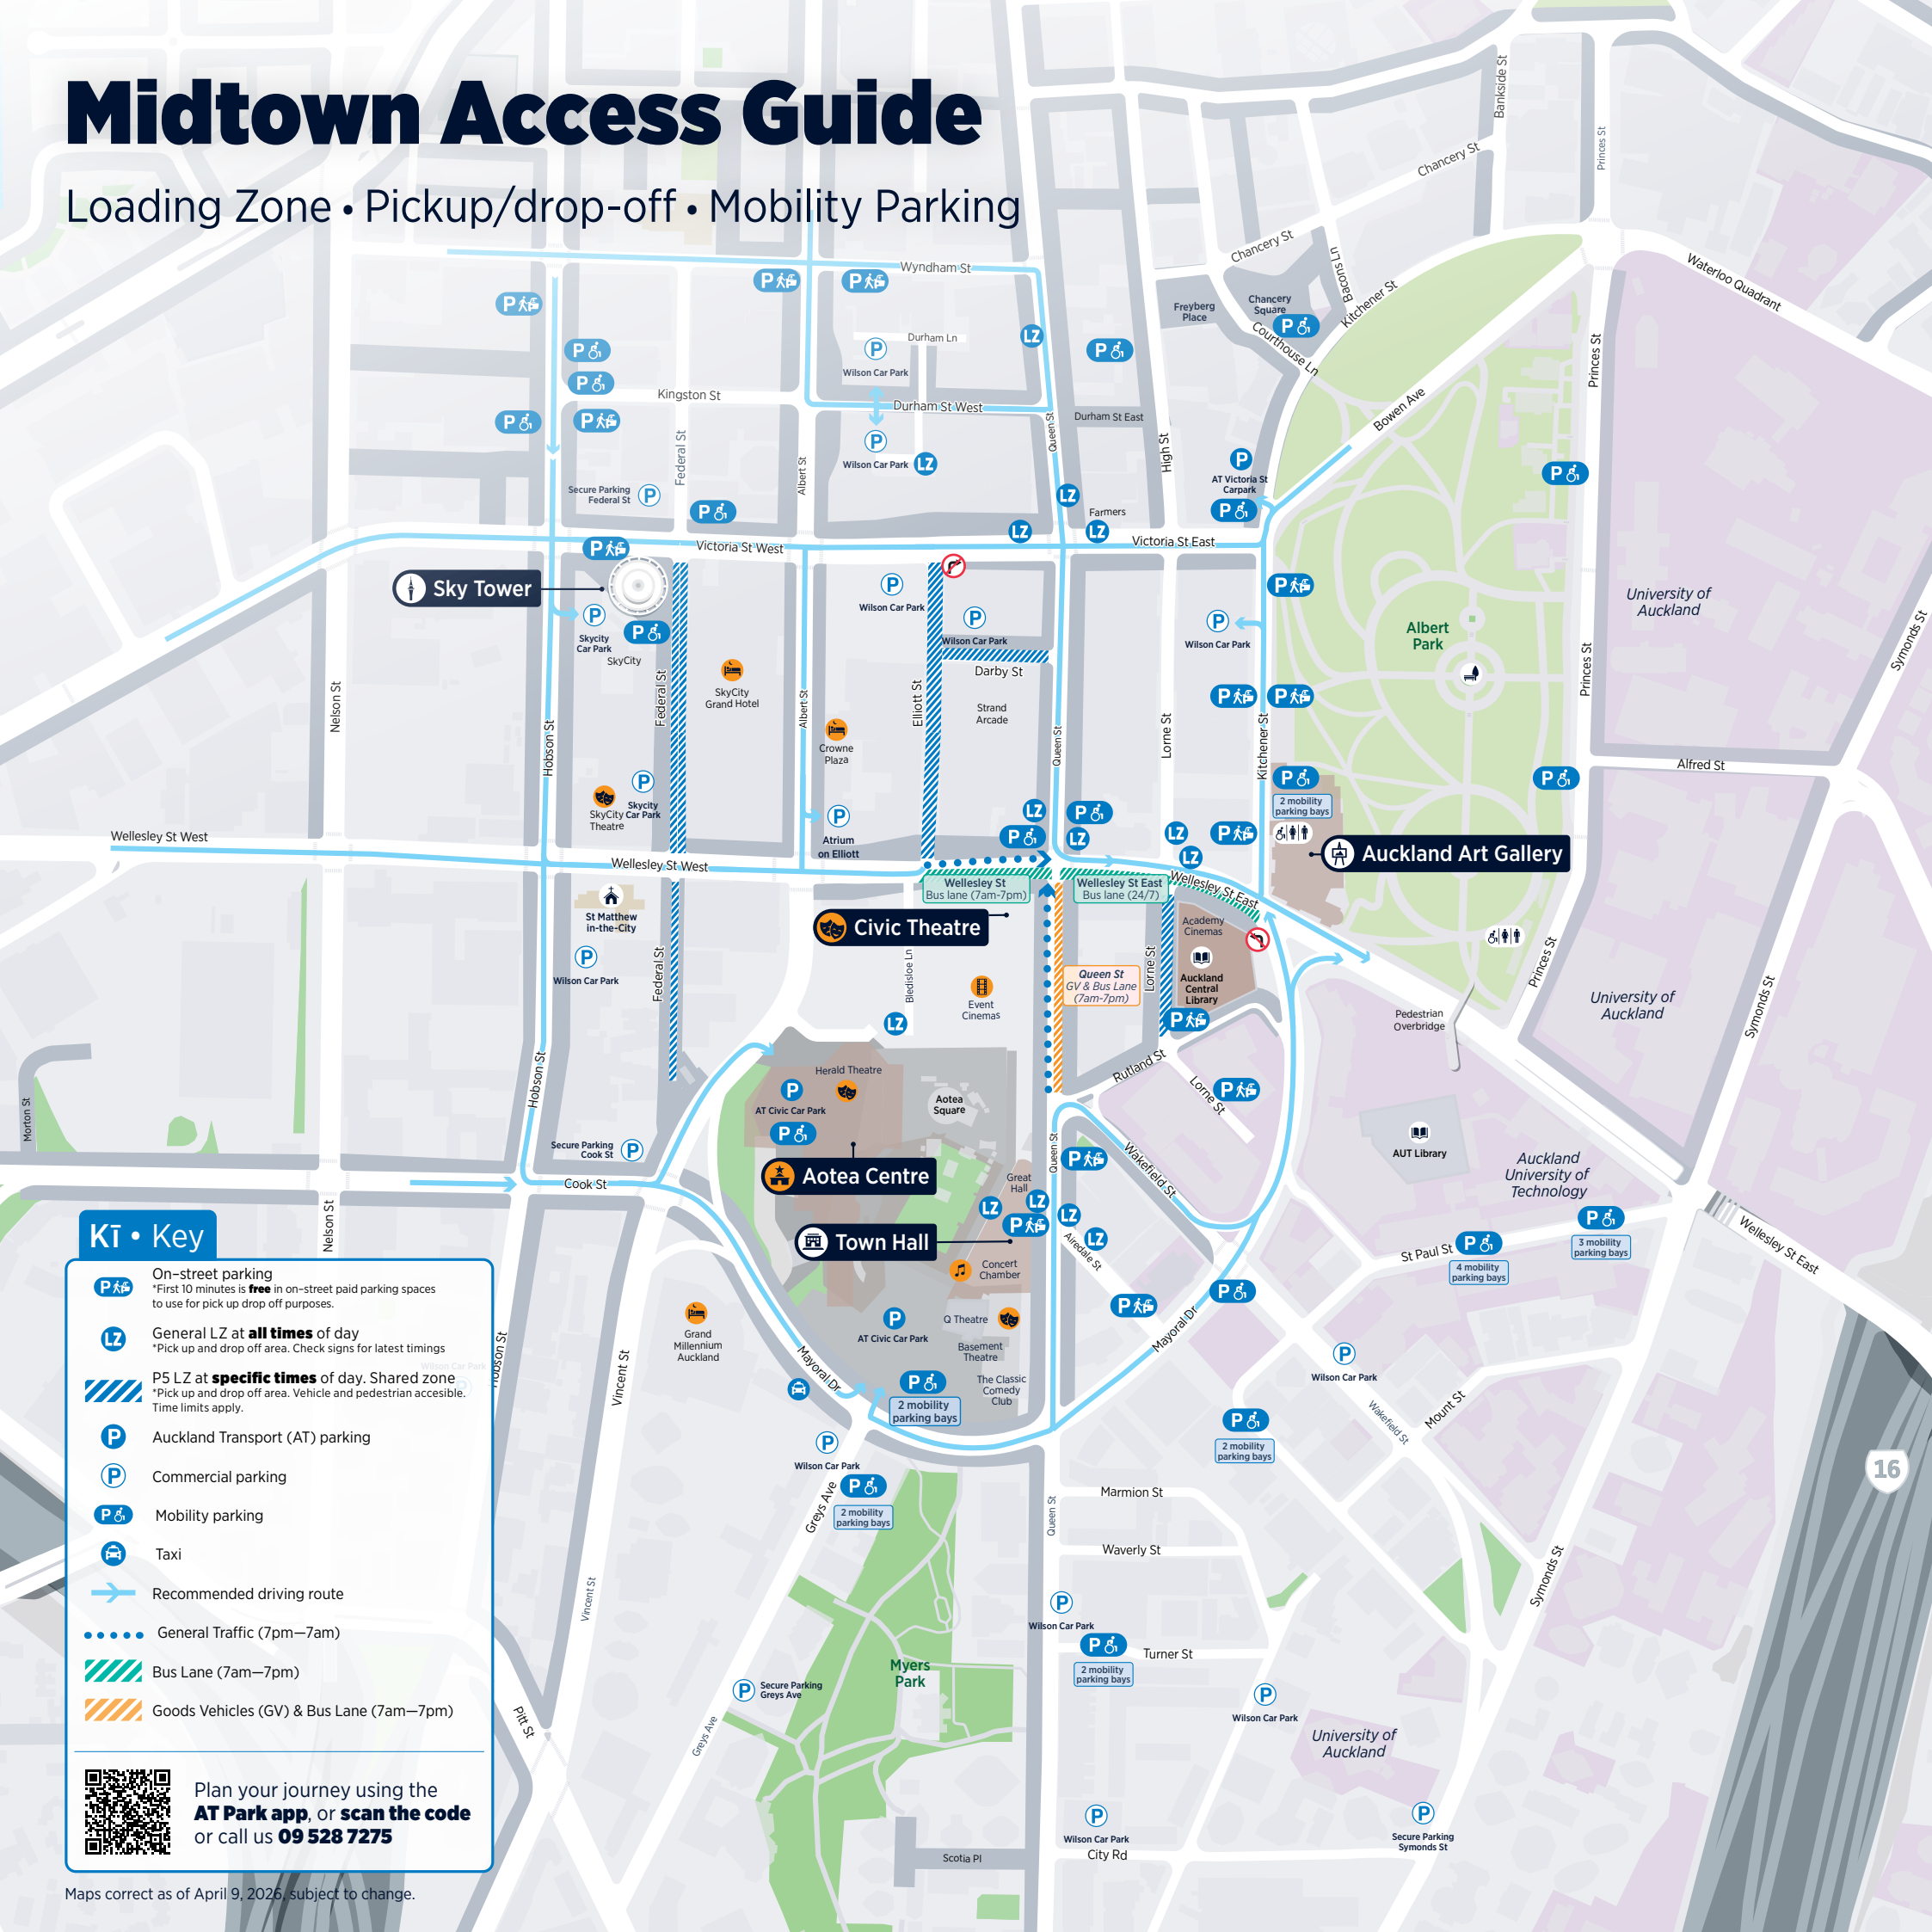 Midtown Access Guide
Loading Zone • Pickup/drop-off • Mobility Parking
Bankside St
Princes St
Chancery St
Chancery St
Bacons Ln
Kitchener St
Waterloo Quadrant
Wyndham St
Freyberg
Place
Chancery
Square
Courthouse Ln
Durham Ln
Wilson Car Park
Kingston St
Durham St West
Durham St East
Queen St
High St
Princes St
Bowen Ave
Federal St
Albert St
Wilson Car Park
LZ
Secure Parking
Federal St
AT Victoria St
Carpark
Farmers
Victoria St West
Victoria St East
Sky Tower
Wilson Car Park
Wilson Car Park
Wilson Car Park
Skycity
Car Park
SkyCity
Darby St
Albert
Park
University of
Auckland
Symonds St
Nelson St
Hobson St
Federal St
SkyCity
Grand Hotel
Albert St
Crowne
Plaza
Elliott St
Strand
Arcade
Queen St
Lorne St
Kitchener St
Princes St
Alfred St
SkyCity
Theatre
Skycity
Car Park
Atrium
on Elliott
2 mobility
parking bays
Wellesley St West
Wellesley St West
Auckland Art Gallery
Wellesley St
Bus lane (7am-7pm)
Wellesley St East
Bus lane (24/7)
Wellesley St East
St Matthew
in-the-City
Civic Theatre
Academy
Cinemas
Wilson Car Park
Federal St
Bledisloe Ln
Event
Cinemas
Queen St
GV & Bus Lane
(7am-7pm)
Lorne St
Auckland
Central
Library
Princes St
University of
Auckland
Symonds St
Pedestrian
Overbridge
Hobson St
Morton St
Herald Theatre
AT Civic Car Park
Aotea
Square
Rutland St
Lorne St
AUT Library
Secure Parking
Cook St
Aotea Centre
Queen St
Wakefield St
Auckland
University of
Technology
Cook St
Great
Hall
Town Hall
Airedale St
Concert
Chamber
St Paul St
4 mobility
parking bays
3 mobility
parking bays
Wellesley St East
Nelson St
Grand
Millennium
Auckland
AT Civic Car Park
Q Theatre
Basement
Theatre
The Classic
Comedy
Club
Mayoral Dr
Mayoral Dr
Wilson Car Park
2 mobility
parking bays
Hobson St
Vincent St
Wilson Car Park
2 mobility
parking bays
Greys Ave
2 mobility
parking bays
Wakefield St
Mount St
16
Queen St
Marmion St
Waverly St
Vincent St
Symonds St
Wilson Car Park
Turner St
2 mobility
parking bays
Myers
Park
Secure Parking
Greys Ave
Greys Ave
Wilson Car Park
University of
Auckland
Pitt St
Wilson Car Park
City Rd
Secure Parking
Symonds St
Scotia Pl
Kī • Key
On-street parking
*First 10 minutes is free in on-street paid parking spaces
to use for pick up drop off purposes.
LZ
General LZ at all times of day
*Pick up and drop off area. Check signs for latest timings
Wilson Car Park
P5 LZ at specific times of day. Shared zone
*Pick up and drop off area. Vehicle and pedestrian accesible.
Time limits apply.
P
Auckland Transport (AT) parking
P
Commercial parking
P
Mobility parking
Taxi
Recommended driving route
General Traffic (7pm—7am)
Bus Lane (7am—7pm)
Goods Vehicles (GV) & Bus Lane (7am—7pm)
Plan your journey using the
AT Park app, or scan the code
or call us 09 528 7275
Maps correct as of April 9, 2026, subject to change.